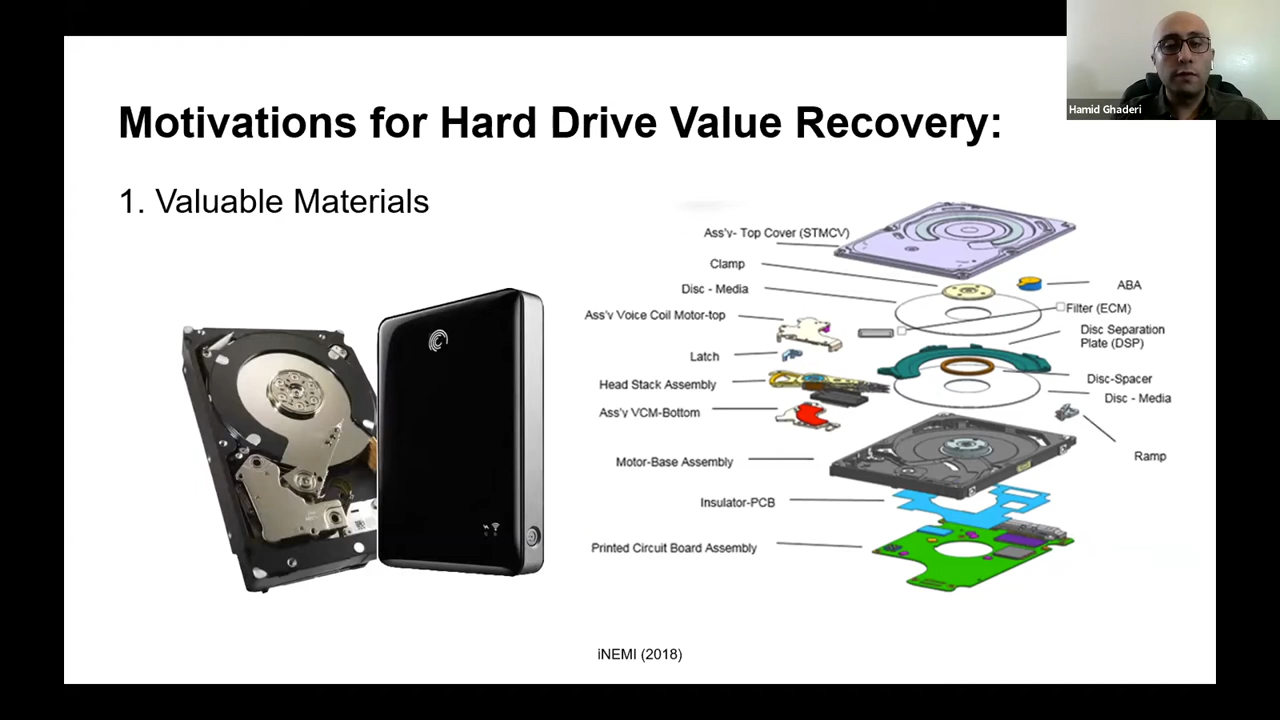 Hamid Ghaderi
Motivations for Hard Drive Value Recovery:
1. Valuable Materials
Ass'v- Top Cover (STMCV)
Clamp
Disc - Media
Ass'v Voice Coil Motor-top
Latch
Head Stack Assembly
Ass'v VCM-Bottom
Motor-Base Assembly
Insulator-PCB
Printed Circuit Board Assembly
ABA
Filter (ECM)
Disc Separation
Plate (DSP)
Disc-Spacer
Disc - Media
Ramp
iNEMI (2018)